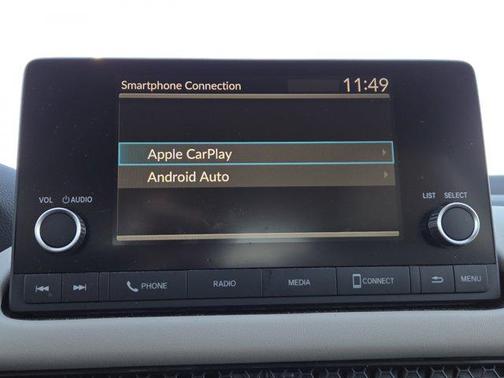 Smartphone Connection 11:49
Apple CarPlay
Android Auto
VOL AUDIO
LIST SELECT
PHONE RADIO MEDIA CONNECT MENU